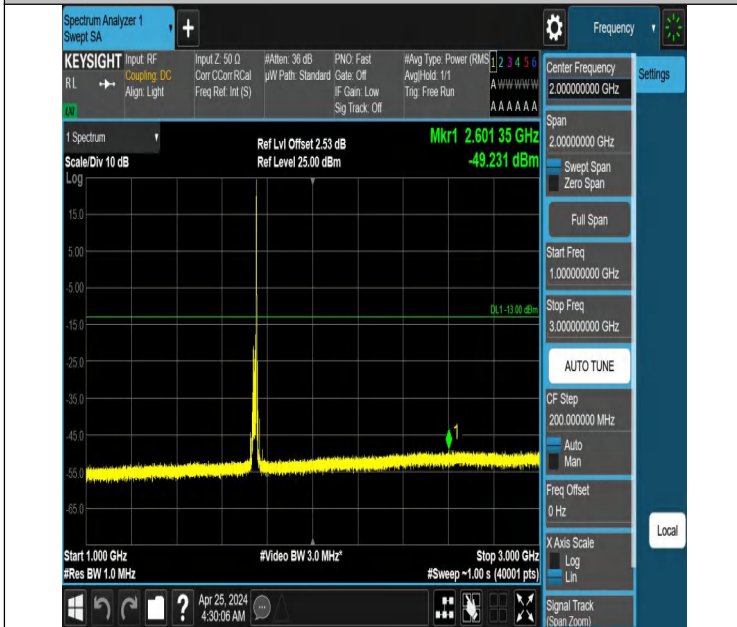 Spectrum Analyzer 1
Swept SA
Frequency
KEYSIGHT
R L
LXI
Input: RF
Coupling: DC
Align: Light
Input Z: 50 Ω
Corr CCorr RCal
Freq Ref: Int (S)
#Atten: 36 dB
µW Path: Standard
PNO: Fast
Gate: Off
IF Gain: Low
Sig Track: Off
#Avg Type: Power (RMS
Avg|Hold: 1/1
Trig: Free Run
1 2 3 4 5 6
A W W W W W
A A A A A A
1 Spectrum
Scale/Div 10 dB
Log
Ref Lvl Offset 2.53 dB
Ref Level 25.00 dBm
Mkr1 2.601 35 GHz
-49.231 dBm
15.0
5.00
-5.00
-15.0
-25.0
-35.0
-45.0
-55.0
-65.0
DL1 -13.00 dBm
1
Start 1.000 GHz
#Res BW 1.0 MHz
#Video BW 3.0 MHz*
Stop 3.000 GHz
#Sweep ~1.00 s (40001 pts)
Center Frequency
2.000000000 GHz
Settings
Span
2.00000000 GHz
Swept Span
Zero Span
Full Span
Start Freq
1.000000000 GHz
Stop Freq
3.000000000 GHz
AUTO TUNE
CF Step
200.000000 MHz
Auto
Man
Freq Offset
0 Hz
X Axis Scale
Log
Lin
Local
Signal Track
(Span Zoom)
?
Apr 25, 2024
4:30:06 AM